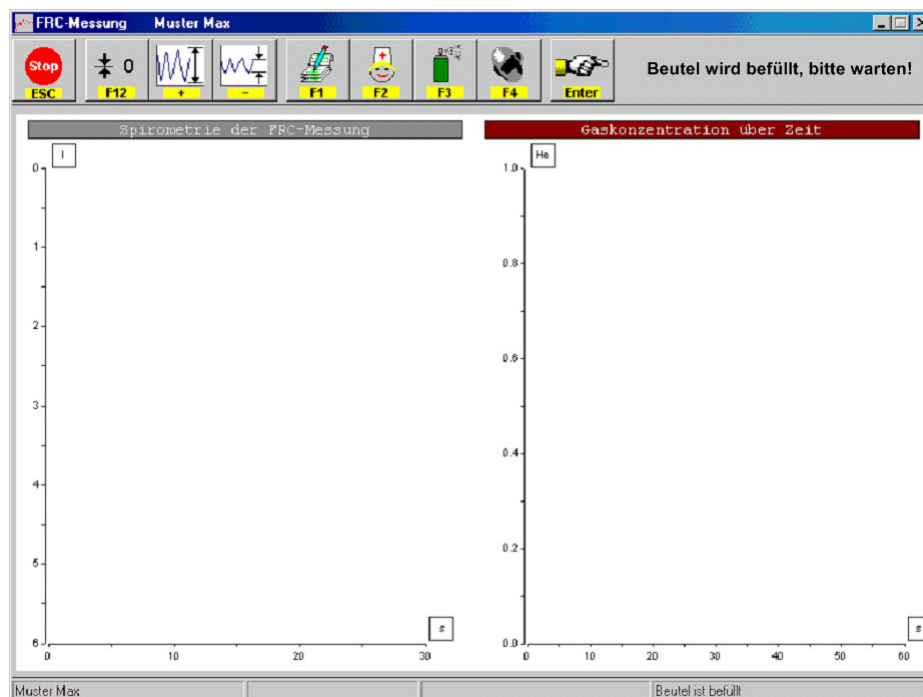 FRC-Messung Muster Max
Stop
ESC
0
F12
+
-
F1
F2
F3
F4
Enter
Beutel wird befüllt, bitte warten!
Spirometrie der FRC-Messung
l
0
1
2
3
4
5
6
s
0 10 20 30
Gaskonzentration über Zeit
He
1.0
0.8
0.6
0.4
0.2
0.0
s
0 10 20 30 40 50 60
Muster Max
Beutel ist befüllt